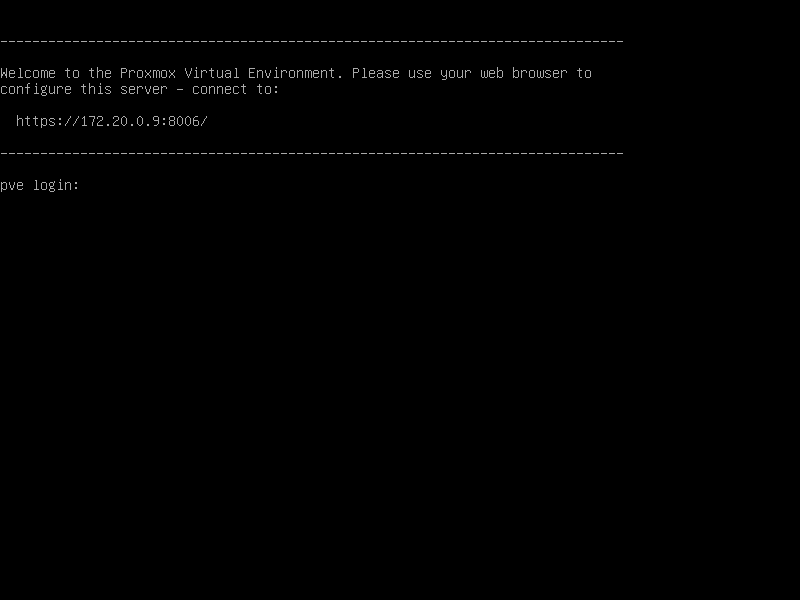 ------------------------------------------------------------------------------
Welcome to the Proxmox Virtual Environment. Please use your web browser to
configure this server - connect to:
https://172.20.0.9:8006/
------------------------------------------------------------------------------
pve login: